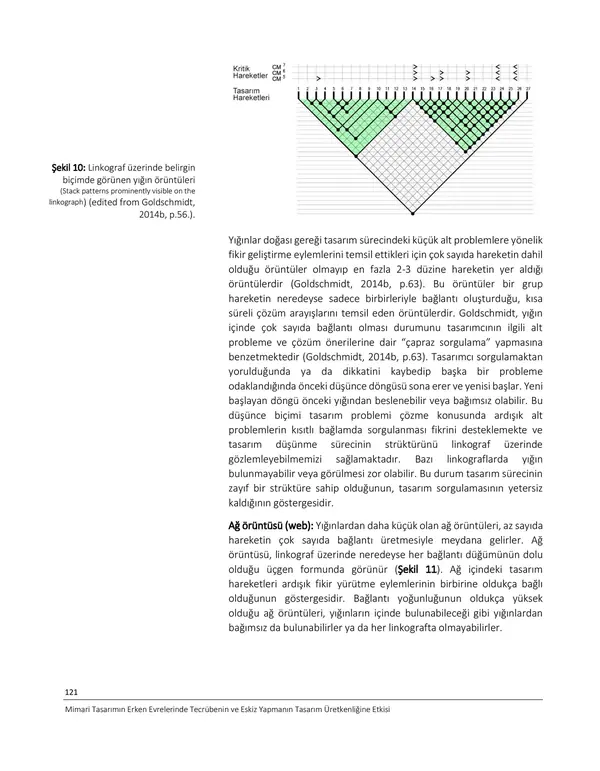 Kritik
Hareketler
CM 7
CM 6
CM 5
Tasarım
Hareketleri
1 2 3 4 5 6 7 8 9 10 11 12 13 14 15 16 17 18 19 20 21 22 23 24 25 26 27
Şekil 10: Linkograf üzerinde belirgin
biçimde görünen yığın örüntüleri
(Stack patterns prominently visible on the
linkograph) (edited from Goldschmidt,
2014b, p.56.).
Yığınlar doğası gereği tasarım sürecindeki küçük alt problemlere yönelik
fikir geliştirme eylemlerini temsil ettikleri için çok sayıda hareketin dahil
olduğu örüntüler olmayıp en fazla 2-3 düzine hareketin yer aldığı
örüntülerdir (Goldschmidt, 2014b, p.63). Bu örüntüler bir grup
hareketin neredeyse sadece birbirleriyle bağlantı oluşturduğu, kısa
süreli çözüm arayışlarını temsil eden örüntülerdir. Goldschmidt, yığın
içinde çok sayıda bağlantı olması durumunu tasarımcının ilgili alt
probleme ve çözüm önerilerine dair “çapraz sorgulama” yapmasına
benzetmektedir (Goldschmidt, 2014b, p.63). Tasarımcı sorgulamaktan
yorulduğunda ya da dikkatini kaybedip başka bir probleme
odaklandığında önceki düşünce döngüsü sona erer ve yenisi başlar. Yeni
başlayan döngü önceki yığından beslenebilir veya bağımsız olabilir. Bu
düşünce biçimi tasarım problemi çözme konusunda ardışık alt
problemlerin kısıtlı bağlamda sorgulanması fikrini desteklemekte ve
tasarım düşünme sürecinin strüktürünü linkograf üzerinde
gözlemleyebilmemizi sağlamaktadır. Bazı linkograflarda yığın
bulunmayabilir veya görülmesi zor olabilir. Bu durum tasarım sürecinin
zayıf bir strüktüre sahip olduğunun, tasarım sorgulamasının yetersiz
kaldığının göstergesidir.
Ağ örüntüsü (web): Yığınlardan daha küçük olan ağ örüntüleri, az sayıda
hareketin çok sayıda bağlantı üretmesiyle meydana gelirler. Ağ
örüntüsü, linkograf üzerinde neredeyse her bağlantı düğümünün dolu
olduğu üçgen formunda görünür (Şekil 11). Ağ içindeki tasarım
hareketleri ardışık fikir yürütme eylemlerinin birbirine oldukça bağlı
olduğunun göstergesidir. Bağlantı yoğunluğunun oldukça yüksek
olduğu ağ örüntüleri, yığınların içinde bulunabileceği gibi yığınlardan
bağımsız da bulunabilirler ya da her linkografta olmayabilirler.
121
Mimari Tasarımın Erken Evrelerinde Tecrübenin ve Eskiz Yapmanın Tasarım Üretkenliğine Etkisi